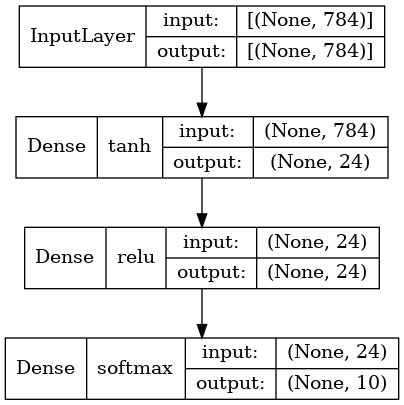 InputLayer input: [(None, 784)]
output: [(None, 784)]
Dense tanh input: (None, 784)
output: (None, 24)
Dense relu input: (None, 24)
output: (None, 24)
Dense softmax input: (None, 24)
output: (None, 10)